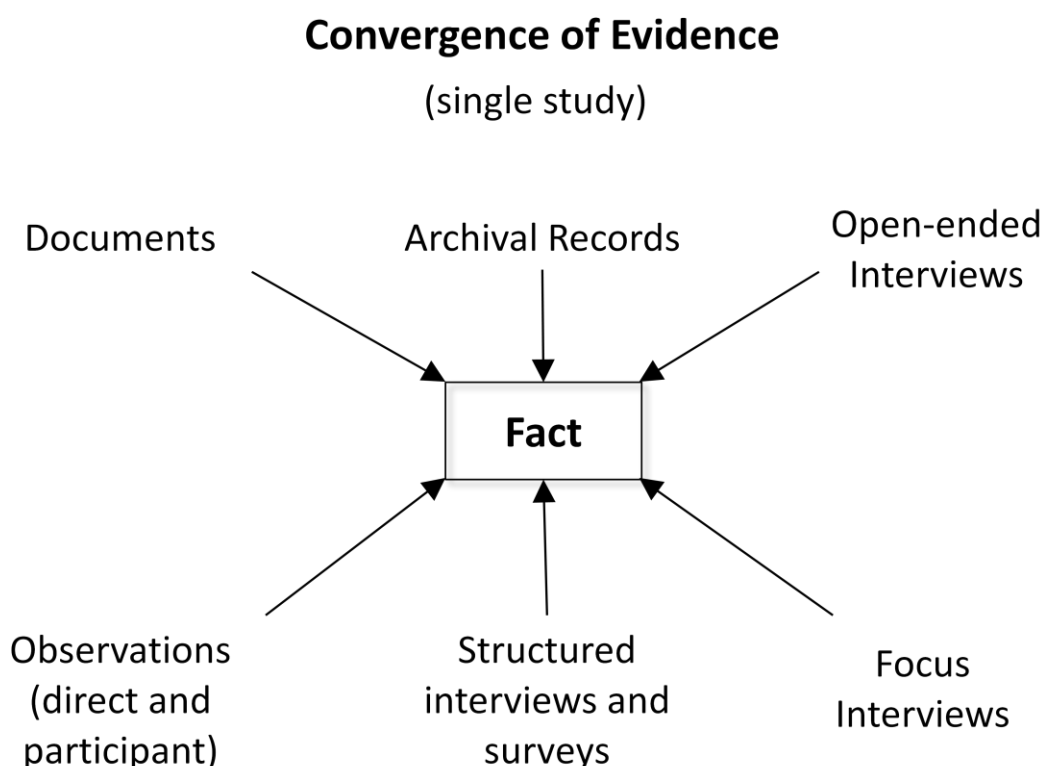 Convergence of Evidence
(single study)
Documents
Archival Records
Open-ended
Interviews
Fact
Observations
(direct and
participant)
Structured
interviews and
surveys
Focus
Interviews